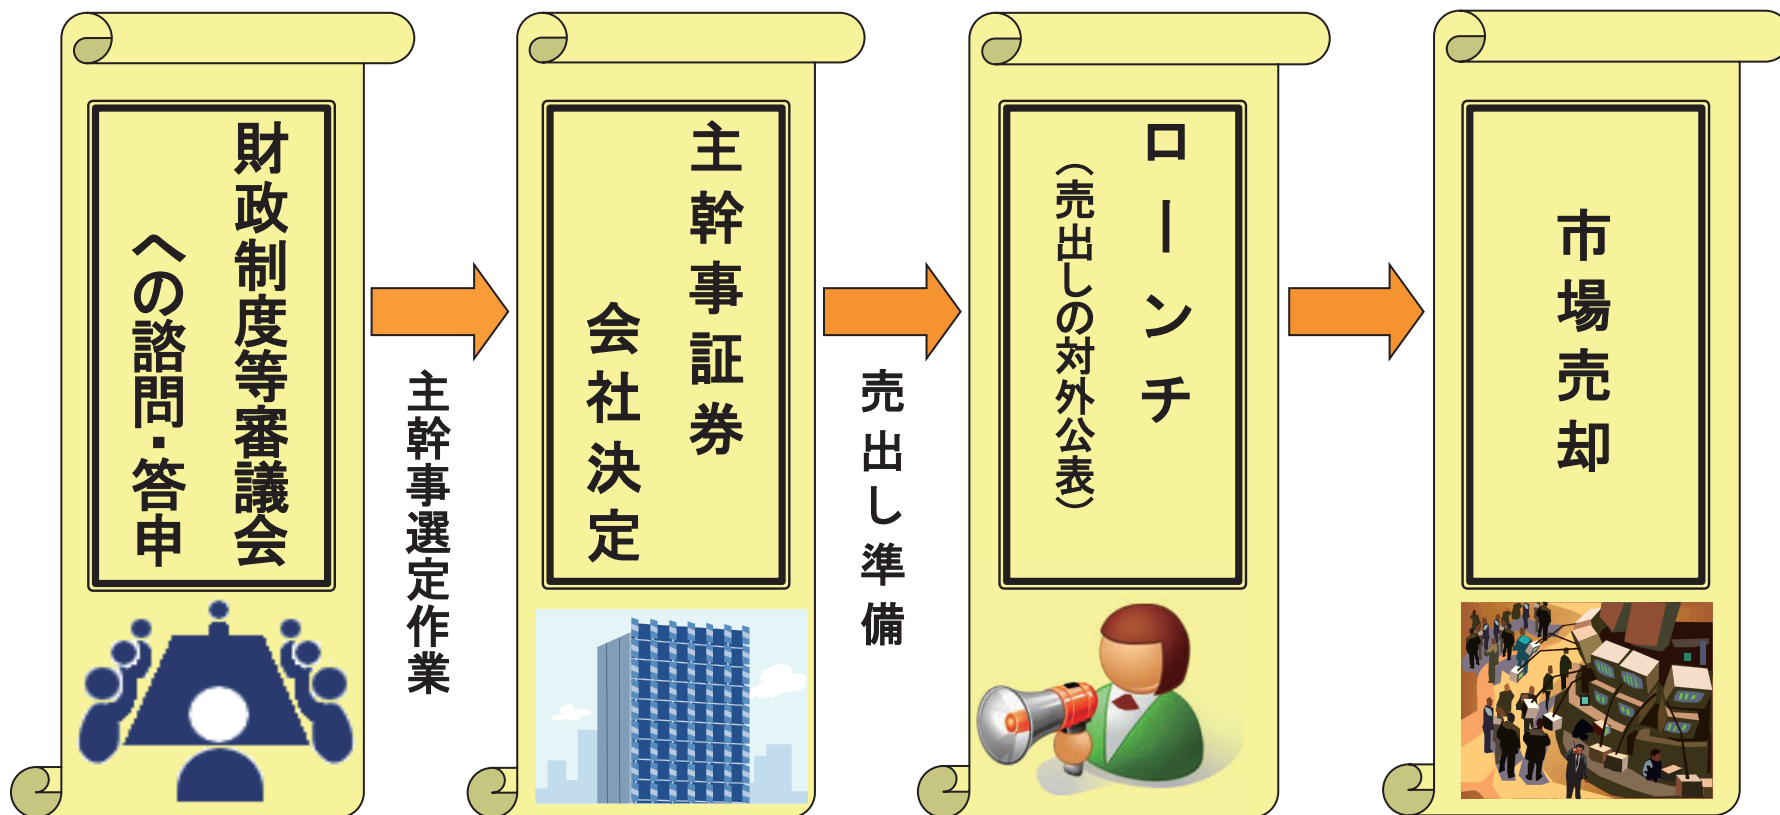 財政制度等審議会
への諮問・答申
主幹事選定作業
主幹事証券
会社決定
売出し準備
ローンチ
（売出しの対外公表）
市場売却